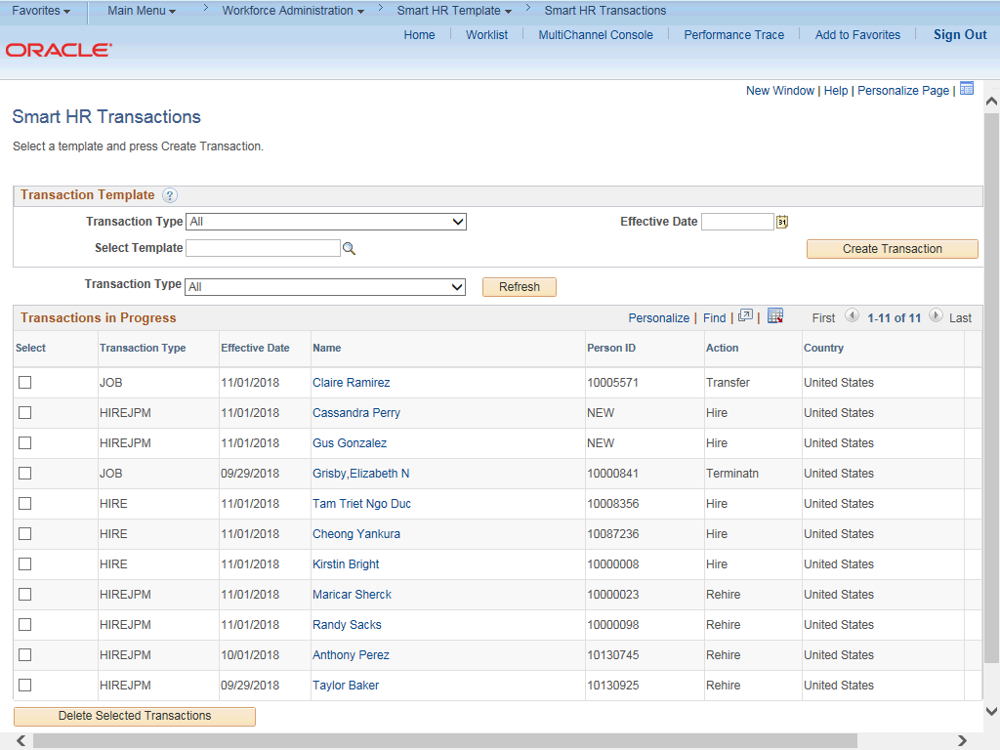 Favorites Main Menu > Workforce Administration > Smart HR Template > Smart HR Transactions
Home Worklist MultiChannel Console Performance Trace Add to Favorites Sign Out
ORACLE
New Window | Help | Personalize Page |
Smart HR Transactions
Select a template and press Create Transaction.
Transaction Template ?
Transaction Type All Effective Date 31
Select Template Create Transaction
Transaction Type All Refresh
Transactions in Progress Personalize | Find | | First 1-11 of 11 Last
Select Transaction Type Effective Date Name Person ID Action Country
JOB 11/01/2018 Claire Ramirez 10005571 Transfer United States
HIREJPM 11/01/2018 Cassandra Perry NEW Hire United States
HIREJPM 11/01/2018 Gus Gonzalez NEW Hire United States
JOB 09/29/2018 Grisby,Elizabeth N 10000841 Terminatn United States
HIRE 11/01/2018 Tam Triet Ngo Duc 10008356 Hire United States
HIRE 11/01/2018 Cheong Yankura 10087236 Hire United States
HIRE 11/01/2018 Kirstin Bright 10000008 Hire United States
HIREJPM 11/01/2018 Maricar Sherck 10000023 Rehire United States
HIREJPM 11/01/2018 Randy Sacks 10000098 Rehire United States
HIREJPM 10/01/2018 Anthony Perez 10130745 Rehire United States
HIREJPM 09/29/2018 Taylor Baker 10130925 Rehire United States
Delete Selected Transactions